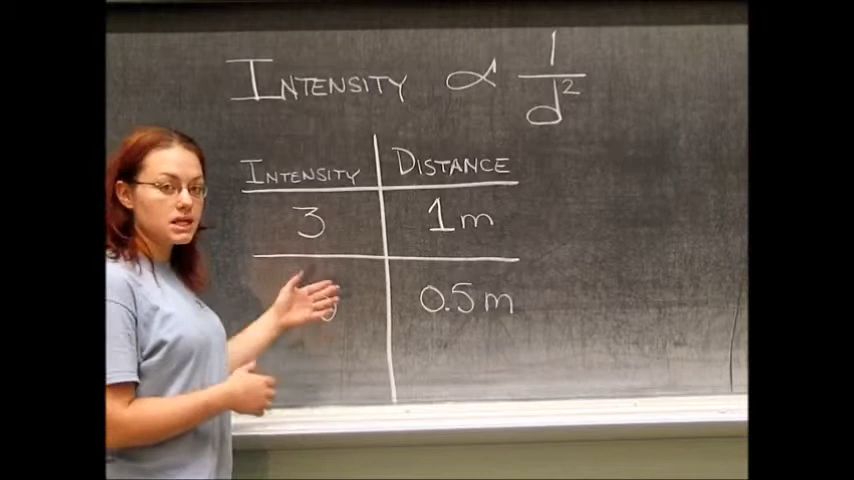 INTENSITY ∝ 1/d²
INTENSITY DISTANCE
3 1m
0.5m